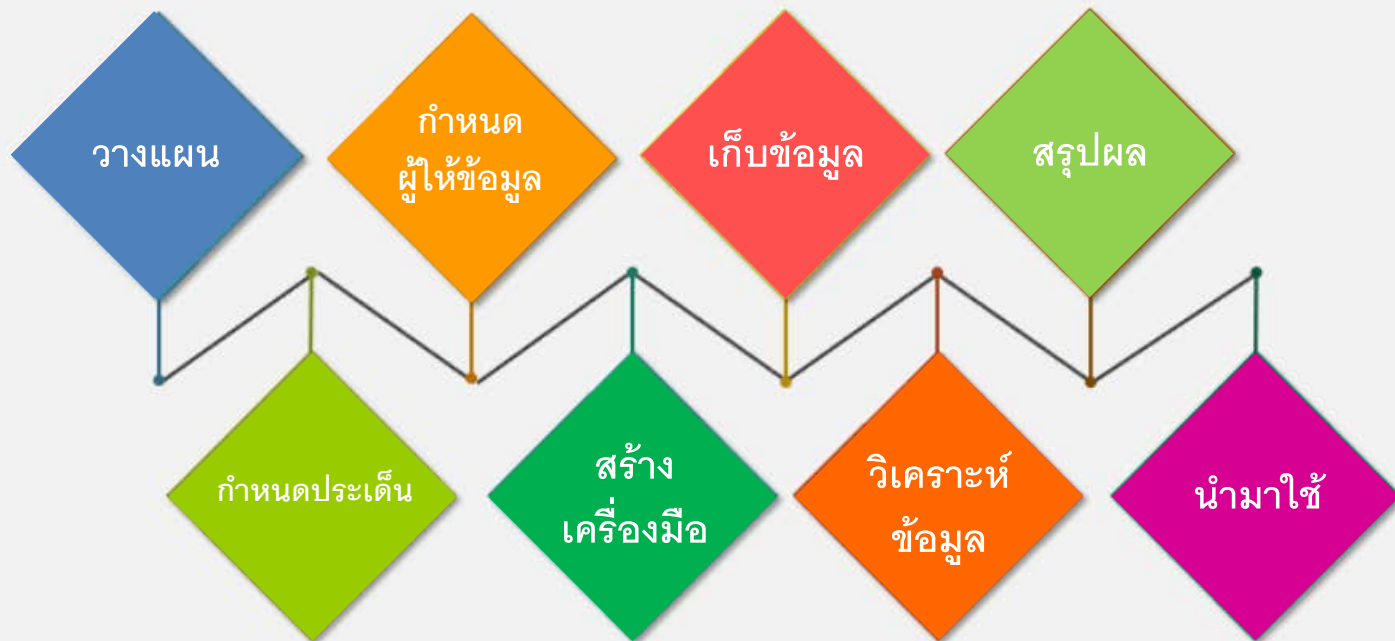 วางแผน
กำหนดประเด็น
กำหนด
ผู้ให้ข้อมูล
สร้าง
เครื่องมือ
เก็บข้อมูล
วิเคราะห์
ข้อมูล
สรุปผล
นำมาใช้